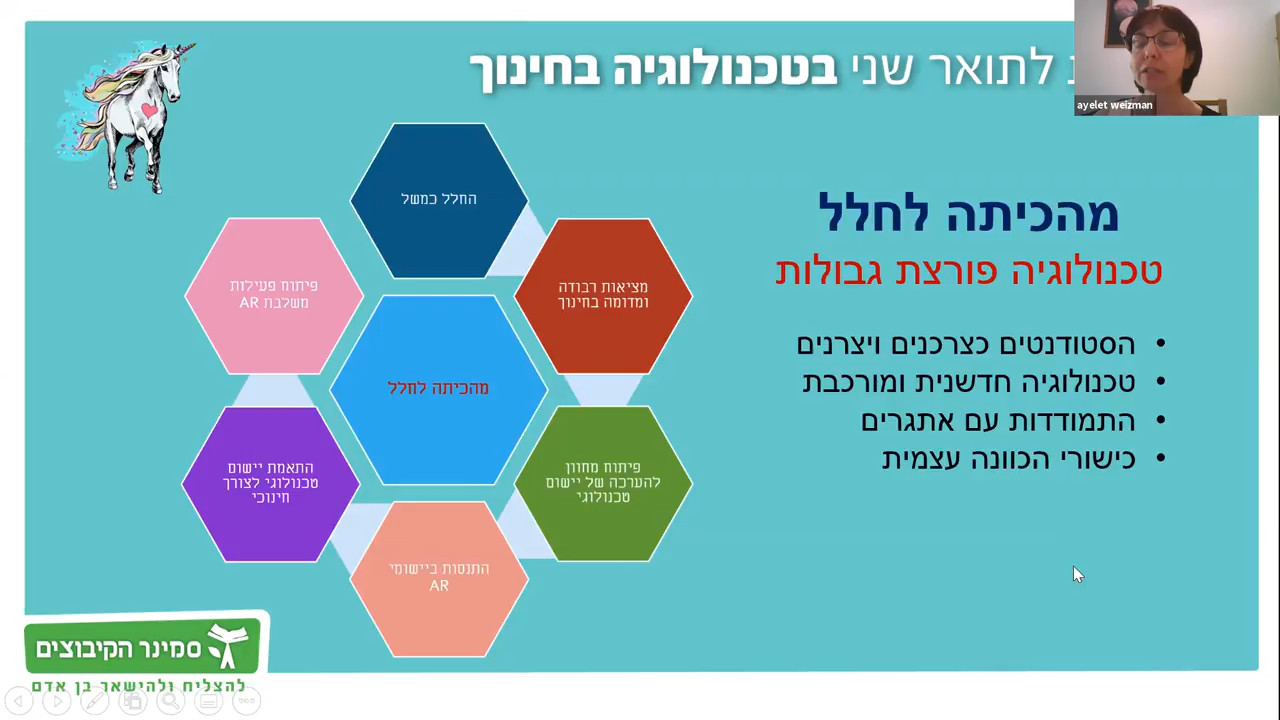 לתואר שני בטכנולוגיה בחינוך
ayelet weizman
מהכיתה לחלל
טכנולוגיה פורצת גבולות
הסטודנטים כצרכנים ויצרנים
טכנולוגיה חדשנית ומורכבת
התמודדות עם אתגרים
כישורי הכוונה עצמית
החלל כמשל
מציאות רבודה
ומדומה בחינוך
פיתוח מחוון
להערכה של יישום
טכנולוגי
התנסות ביישומי
AR
התאמת יישום
טכנולוגי לצורך
חינוכי
פיתוח פעילות
משלבת AR
מהכיתה לחלל
סמינר הקיבוצים
להצליח ולהישאר בן אדם